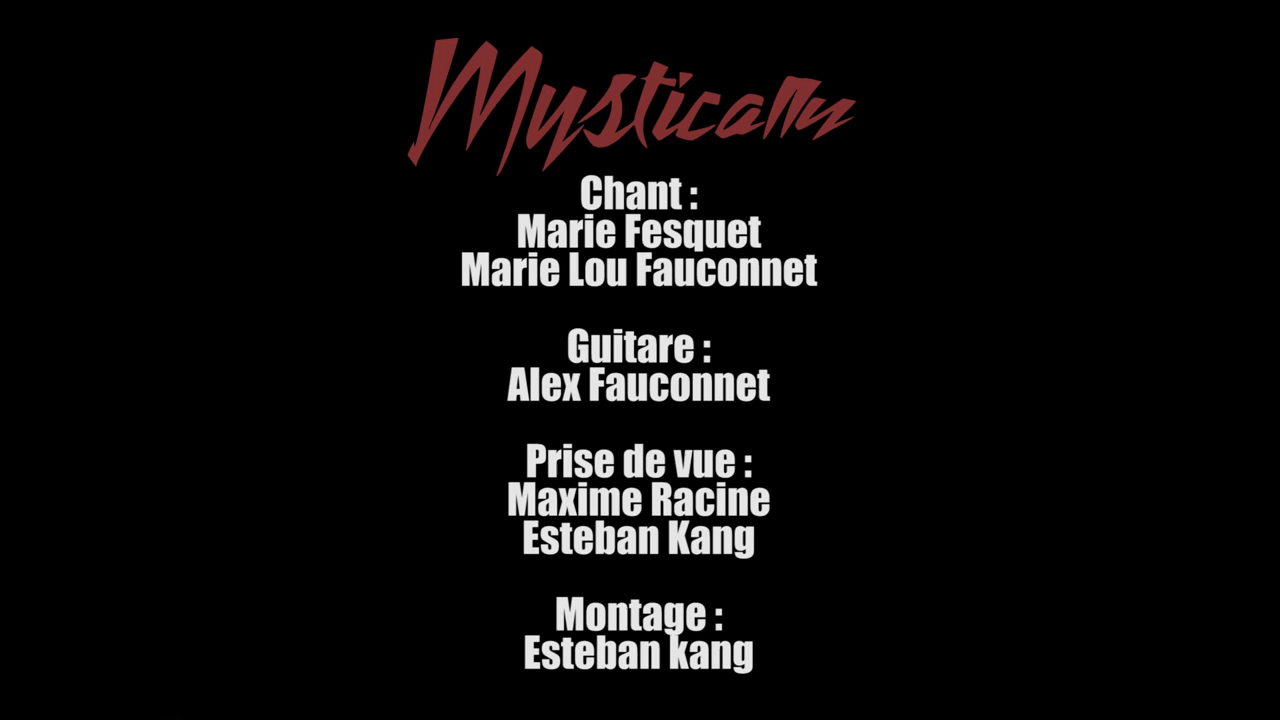 Mystically
Chant :
Marie Fesquet
Marie Lou Fauconnet
Guitare :
Alex Fauconnet
Prise de vue :
Maxime Racine
Esteban Kang
Montage :
Esteban kang